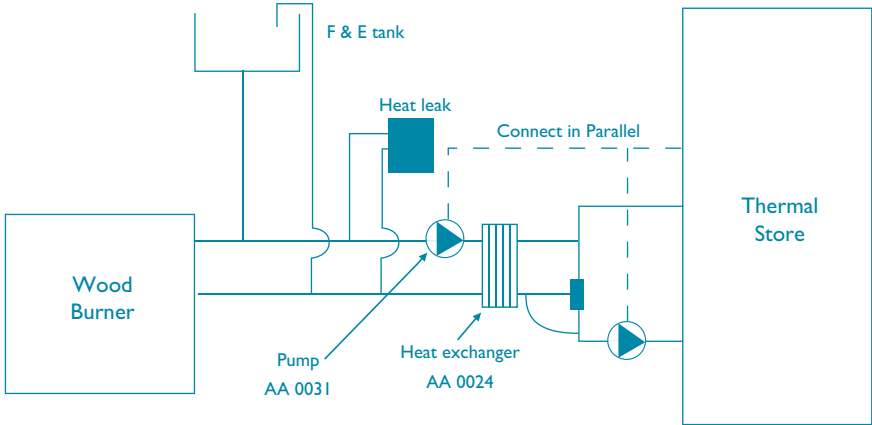 F & E tank
Heat leak
Connect in Parallel
Thermal
Store
Wood
Burner
Pump
AA 0031
Heat exchanger
AA 0024